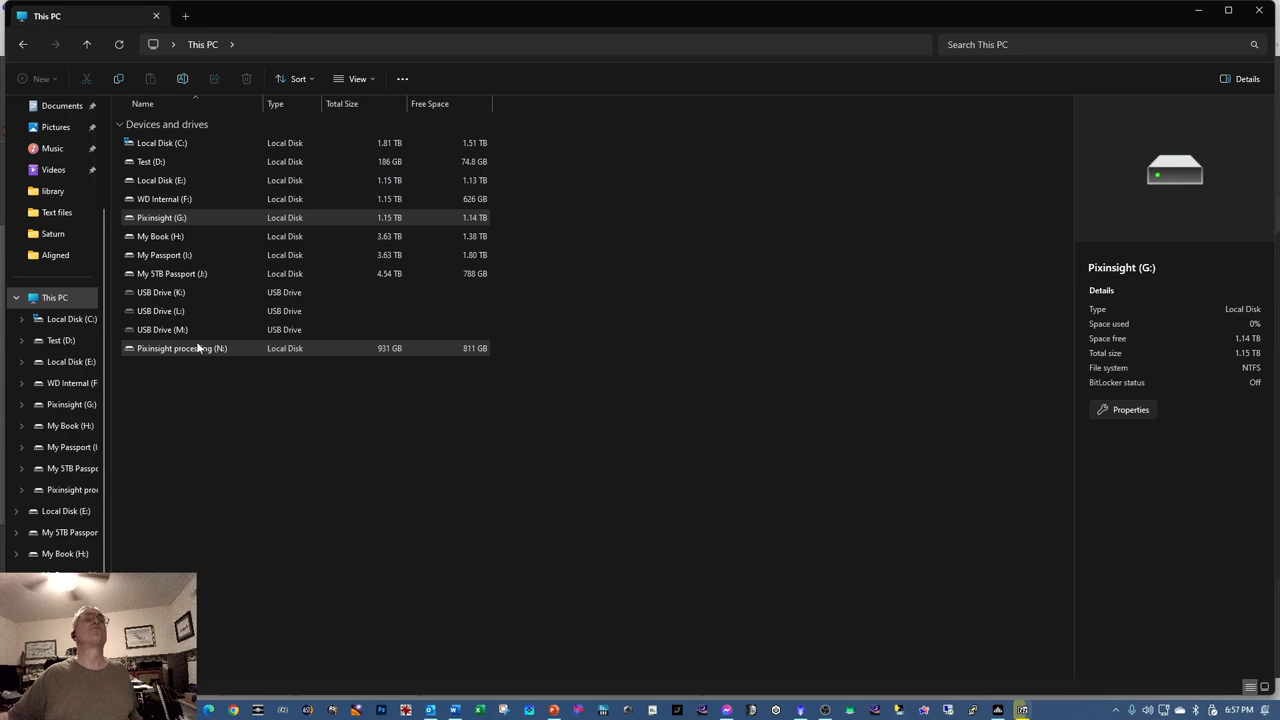 This PC
This PC
Search This PC
New
Sort
View
Details
Documents
Pictures
Music
Videos
library
Text files
Saturn
Aligned
This PC
Local Disk (C:)
Test (D:)
Local Disk (E:)
WD Internal (F
Pixinsight (G:)
My Book (H:)
My Passport (I
My 5TB Passp
Pixinsight proc
Local Disk (E:)
My 5TB Passpor
My Book (H:)
Name Type Total Size Free Space
Devices and drives
Local Disk (C:) Local Disk 1.81 TB 1.51 TB
Test (D:) Local Disk 186 GB 74.8 GB
Local Disk (E:) Local Disk 1.15 TB 1.13 TB
WD Internal (F:) Local Disk 1.15 TB 626 GB
Pixinsight (G:) Local Disk 1.15 TB 1.14 TB
My Book (H:) Local Disk 3.63 TB 1.38 TB
My Passport (I:) Local Disk 3.63 TB 1.80 TB
My 5TB Passport (J:) Local Disk 4.54 TB 788 GB
USB Drive (K:) USB Drive
USB Drive (L:) USB Drive
USB Drive (M:) USB Drive
Pixinsight processing (N:) Local Disk 931 GB 811 GB
Pixinsight (G:)
Details
Type Local Disk
Space used 0%
Space free 1.14 TB
Total size 1.15 TB
File system NTFS
BitLocker status Off
Properties
6:57 PM